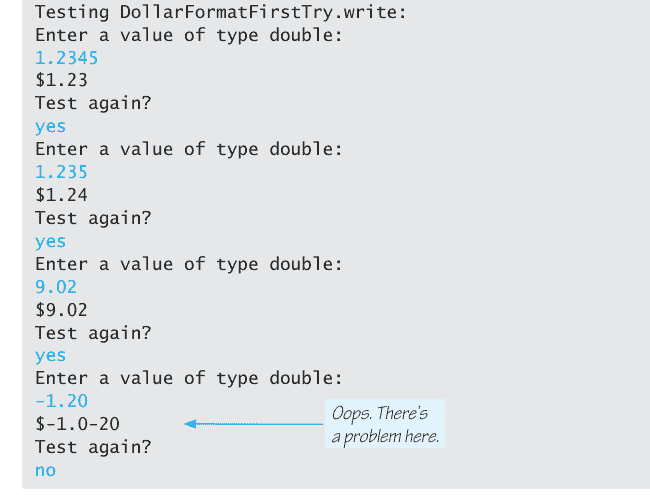 Testing DollarFormatFirstTry.write:
Enter a value of type double:
1.2345
$1.23
Test again?
yes
Enter a value of type double:
1.235
$1.24
Test again?
yes
Enter a value of type double:
9.02
$9.02
Test again?
yes
Enter a value of type double:
-1.20
$-1.0-20
Oops. There's
a problem here.
Test again?
no